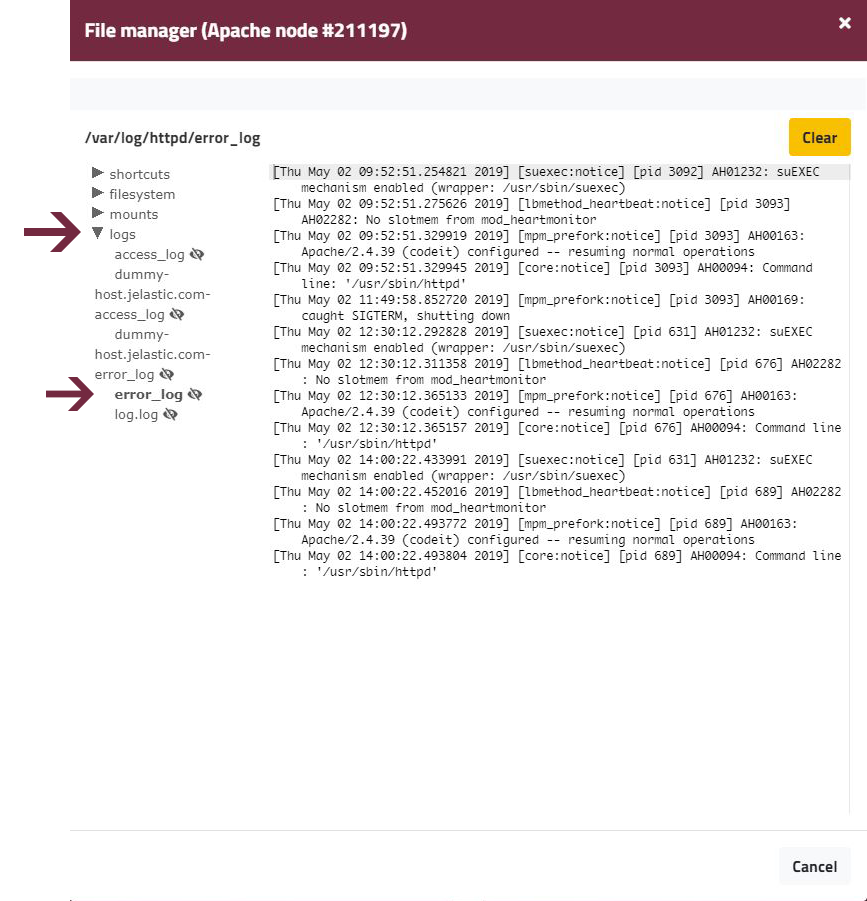 File manager (Apache node #211197)
×
/var/log/httpd/error_log
Clear
shortcuts
filesystem
mounts
logs
access_log
dummy-
host.jelastic.com-
access_log
dummy-
host.jelastic.com-
error_log
error_log
log.log
[Thu May 02 09:52:51.254821 2019] [suexec:notice] [pid 3092] AH01232: suEXEC
mechanism enabled (wrapper: /usr/sbin/suexec)
[Thu May 02 09:52:51.275626 2019] [lbmethod_heartbeat:notice] [pid 3093]
AH02282: No slotmem from mod_heartmonitor
[Thu May 02 09:52:51.329919 2019] [mpm_prefork:notice] [pid 3093] AH00163:
Apache/2.4.39 (codeit) configured -- resuming normal operations
[Thu May 02 09:52:51.329945 2019] [core:notice] [pid 3093] AH00094: Command
line: '/usr/sbin/httpd'
[Thu May 02 11:49:58.852720 2019] [mpm_prefork:notice] [pid 3093] AH00169:
caught SIGTERM, shutting down
[Thu May 02 12:30:12.292828 2019] [suexec:notice] [pid 631] AH01232: suEXEC
mechanism enabled (wrapper: /usr/sbin/suexec)
[Thu May 02 12:30:12.311358 2019] [lbmethod_heartbeat:notice] [pid 676] AH02282
: No slotmem from mod_heartmonitor
[Thu May 02 12:30:12.365133 2019] [mpm_prefork:notice] [pid 676] AH00163:
Apache/2.4.39 (codeit) configured -- resuming normal operations
[Thu May 02 12:30:12.365157 2019] [core:notice] [pid 676] AH00094: Command line
: '/usr/sbin/httpd'
[Thu May 02 14:00:22.433991 2019] [suexec:notice] [pid 631] AH01232: suEXEC
mechanism enabled (wrapper: /usr/sbin/suexec)
[Thu May 02 14:00:22.452016 2019] [lbmethod_heartbeat:notice] [pid 689] AH02282
: No slotmem from mod_heartmonitor
[Thu May 02 14:00:22.493772 2019] [mpm_prefork:notice] [pid 689] AH00163:
Apache/2.4.39 (codeit) configured -- resuming normal operations
[Thu May 02 14:00:22.493804 2019] [core:notice] [pid 689] AH00094: Command line
: '/usr/sbin/httpd'
Cancel